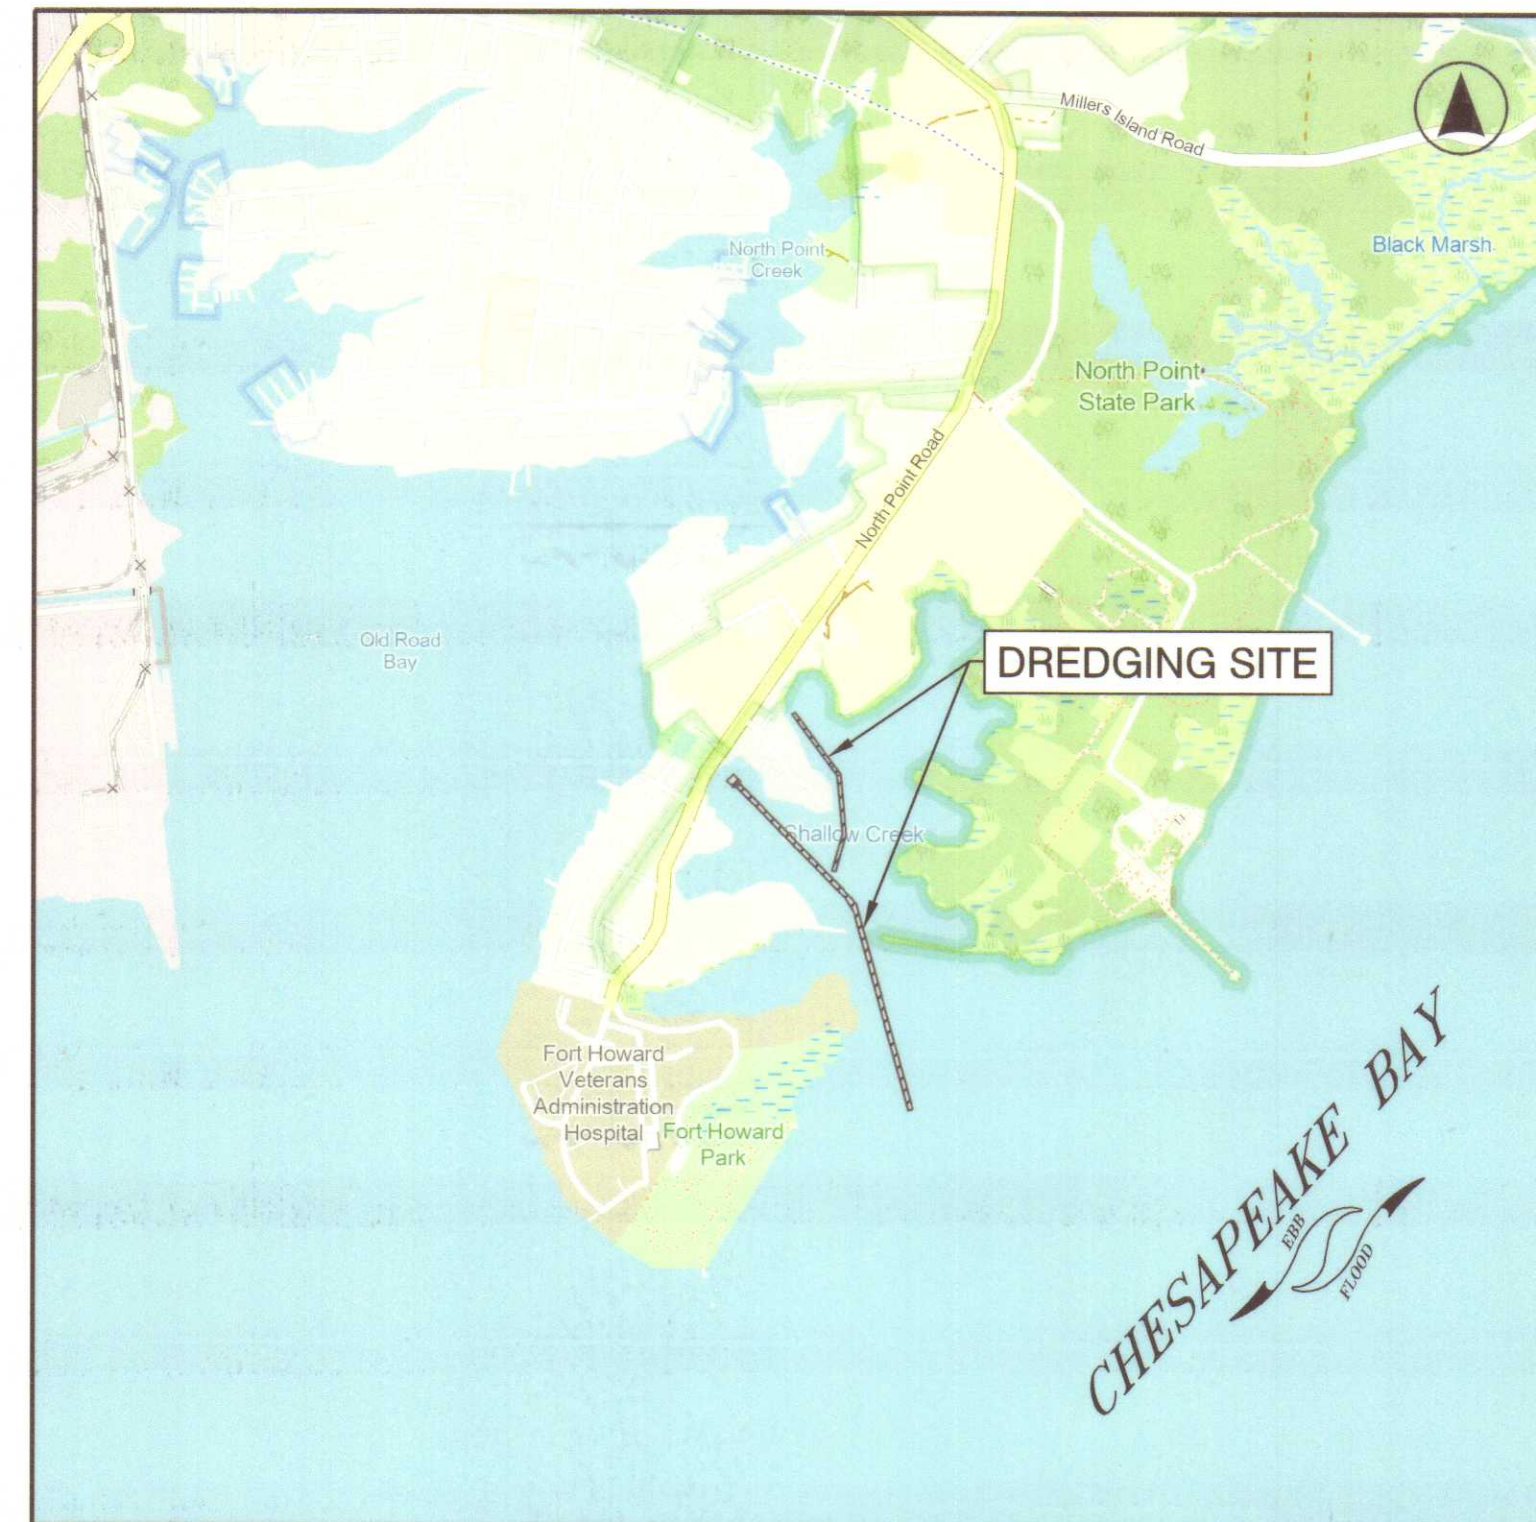 Millers Island Road
North Point
Creek
Black Marsh
North Point
State Park
North Point Road
Old Road
Bay
DREDGING SITE
Shallow Creek
Fort Howard
Veterans
Administration
Hospital
Fort Howard
Park
CHESAPEAKE BAY
EBB
FLOOD